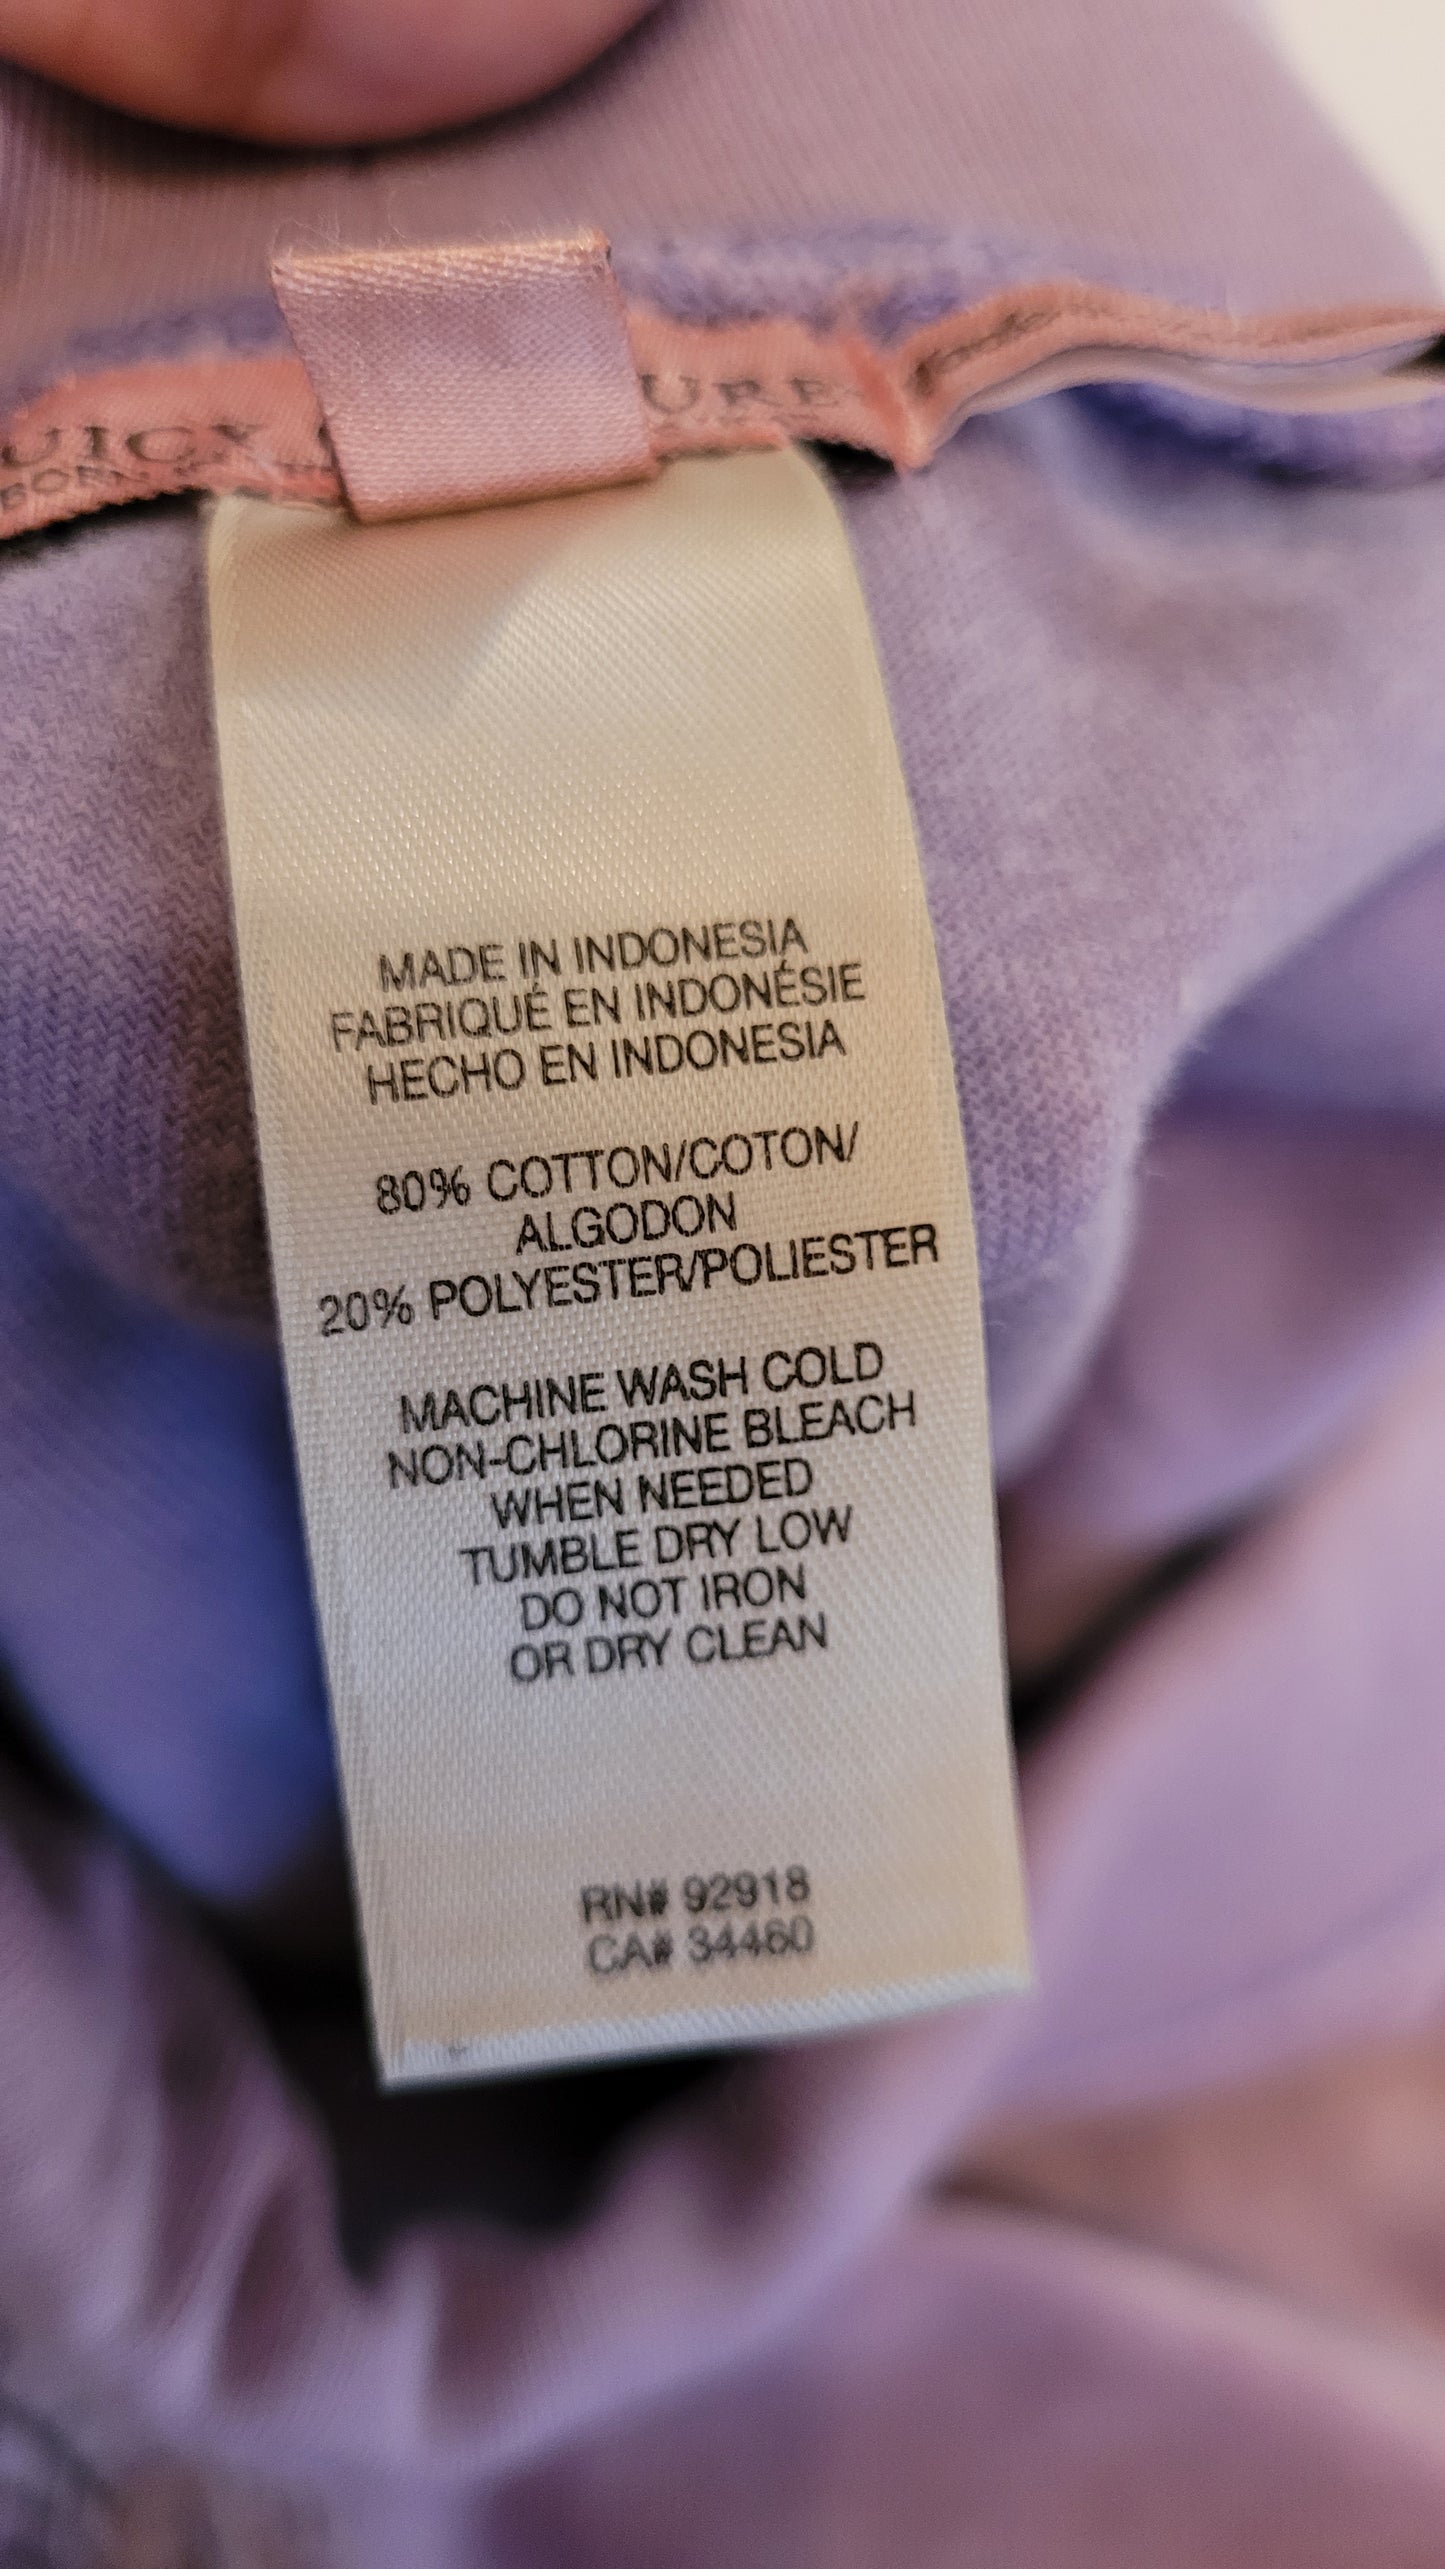 MADE IN INDONESIA
FABRIQUÉ EN INDONÉSIE
HECHO EN INDONESIA
80% COTTON/COTON/
ALGODON
20% POLYESTER/POLIESTER
MACHINE WASH COLD
NON-CHLORINE BLEACH
WHEN NEEDED
TUMBLE DRY LOW
DO NOT IRON
OR DRY CLEAN
RN# 92918
CA# 34460